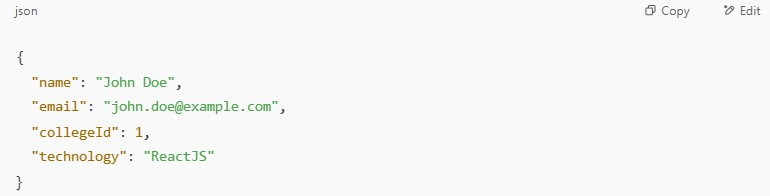 json Copy Edit
{
"name": "John Doe",
"email": "john.doe@example.com",
"collegeId": 1,
"technology": "ReactJS"
}